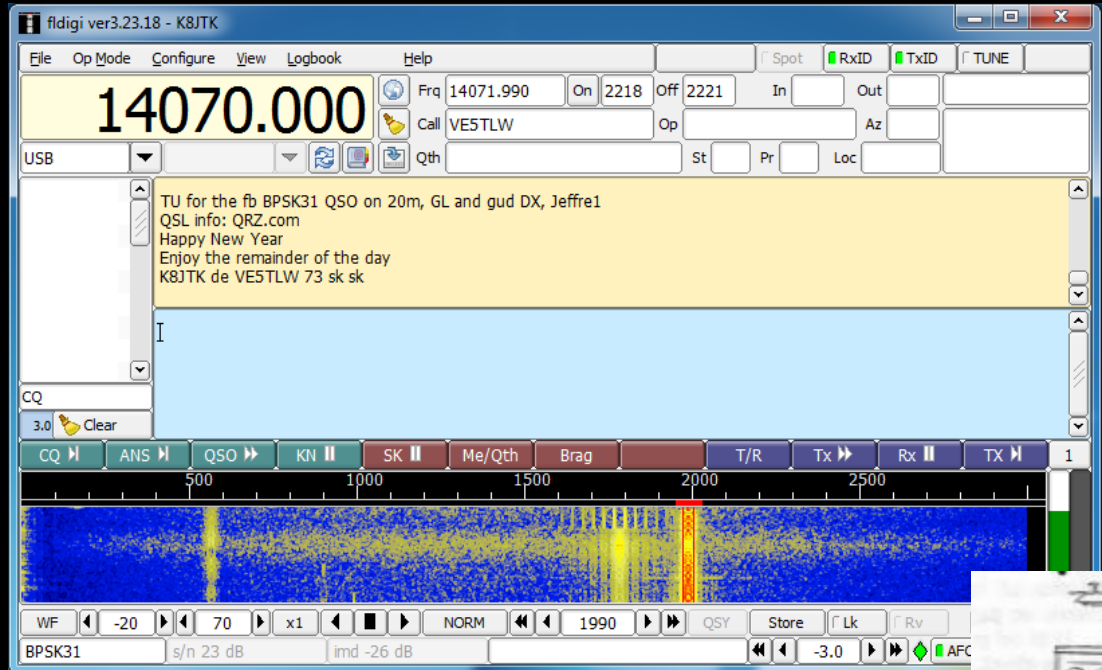 fldigi ver3.23.18 - K8JTK
File Op Mode Configure View Logbook Help Spot RxID TxID TUNE
14070.000
Frq 14071.990 On 2218 Off 2221 In Out
Call VE5TLW Op Az
USB
Qth St Pr Loc
TU for the fb BPSK31 QSO on 20m, GL and gud DX, Jeffre1
QSL info: QRZ.com
Happy New Year
Enjoy the remainder of the day
K8JTK de VE5TLW 73 sk sk
CQ
3.0 Clear
CQ ANS QSO KN SK Me/Qth Brag T/R Tx Rx TX 1
500 1000 1500 2000 2500
WF -20 70 x1 NORM 1990 QSY Store Lk Rv
BPSK31 s/n 23 dB imd -26 dB -3.0 AFC